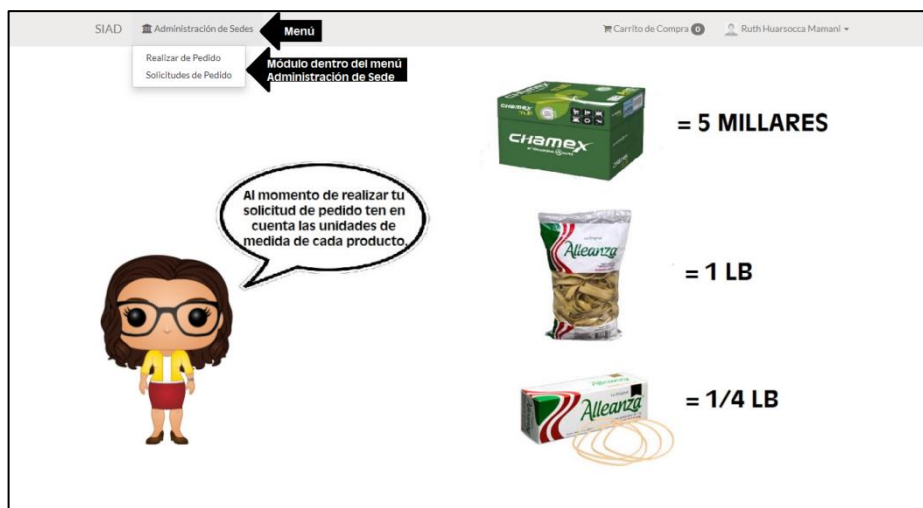 SIAD
Administración de Sedes
Menú
Carrito de Compra 0
Ruth Huarsocca Mamani
Realizar de Pedido
Solicitudes de Pedido
Módulo dentro del menú
Administración de Sede
Al momento de realizar tu
solicitud de pedido ten en
cuenta las unidades de
medida de cada producto.
chamex
CHAMEX
= 5 MILLARES
Alleanza
= 1 LB
Alleanza
Alleanza
= 1/4 LB